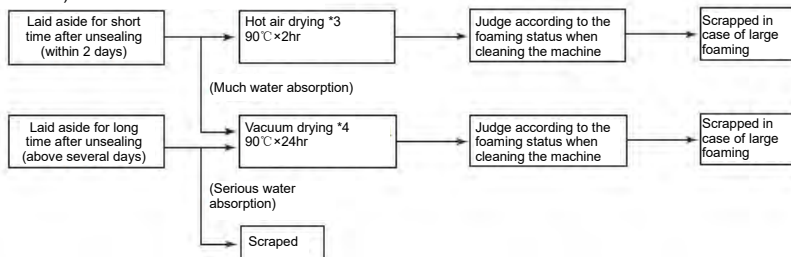 Laid aside for short
time after unsealing
(within 2 days)
Hot air drying *3
90℃×2hr
Judge according to the
foaming status when
cleaning the machine
Scrapped in
case of large
foaming
(Much water absorption)
Laid aside for long
time after unsealing
(above several days)
Vacuum drying *4
90℃×24hr
Judge according to the
foaming status when
cleaning the machine
Scrapped in
case of large
foaming
(Serious water
absorption)
Scraped